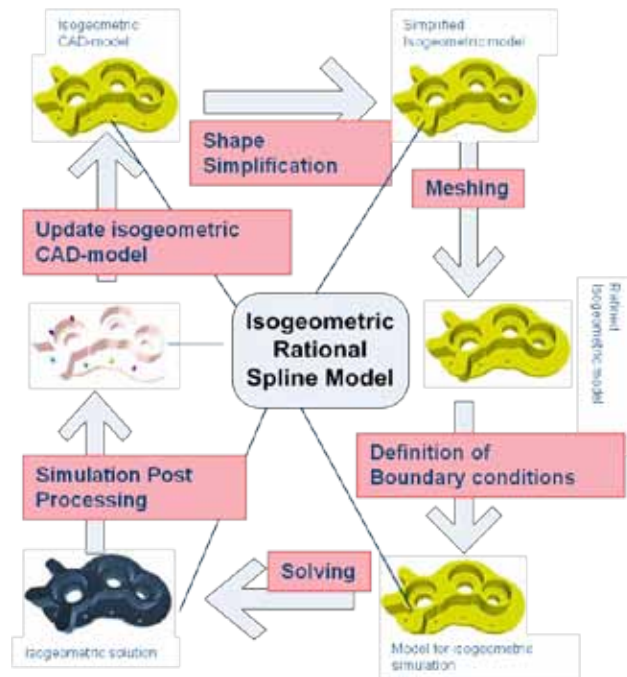 Isogeometric
CAD-model
Simplified
Isogeometric model
Shape
Simplification
Meshing
Update isogeometric
CAD-model
Isogeometric
Rational
Spline Model
Refined
Isogeometric model
Definition of
Boundary conditions
Simulation Post
Processing
Solving
Isogeometric solution
Model for isogeometric
simulation